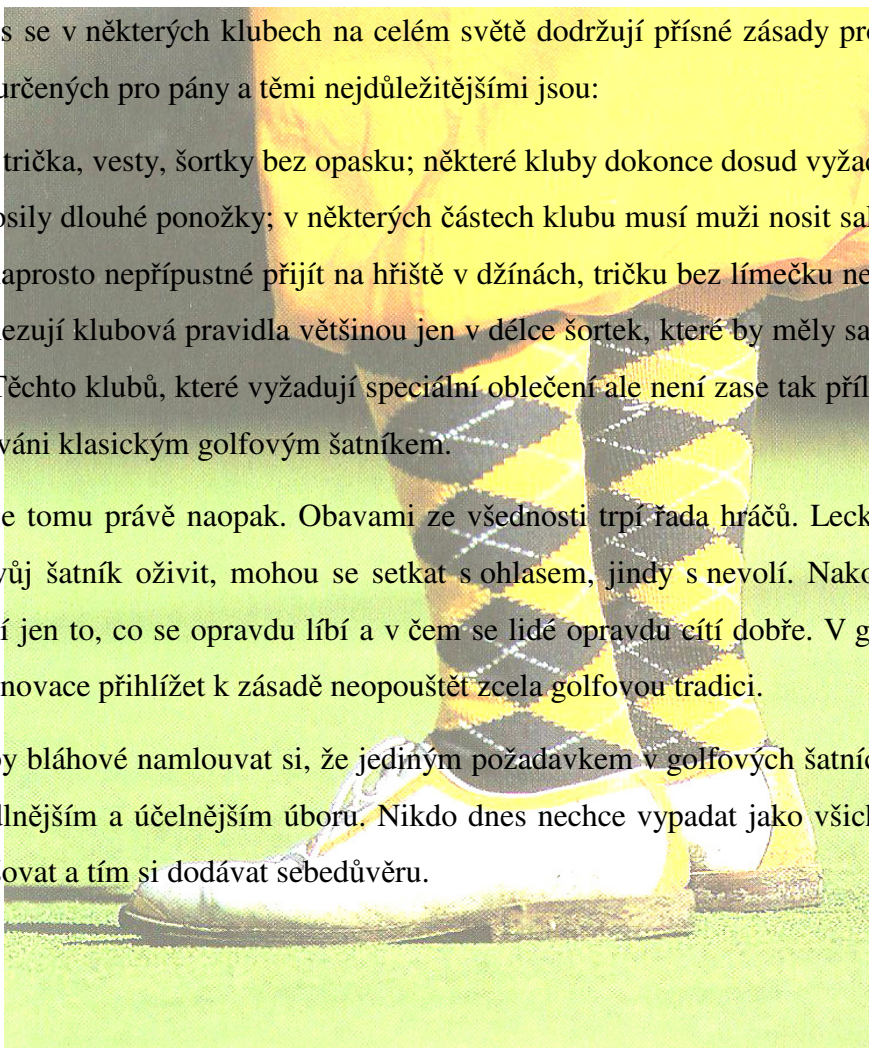 s se v některých klubech na celém světě dodržují přísné zásady pro
určených pro pány a těmi nejdůležitějšími jsou:
trička, vesty, šortky bez opasku; některé kluby dokonce dosud vyžad
osily dlouhé ponožky; v některých částech klubu musí muži nosit sal
aprosto nepřípustné přijít na hřiště v džínách, tričku bez límečku ne
ezují klubová pravidla většinou jen v délce šortek, které by měly sa
Těchto klubů, které vyžadují speciální oblečení ale není zase tak příl
váni klasickým golfovým šatníkem.
e tomu právě naopak. Obavami ze všednosti trpí řada hráčů. Leck
vůj šatník oživit, mohou se setkat s ohlasem, jindy s nevolí. Nako
í jen to, co se opravdu líbí a v čem se lidé opravdu cítí dobře. V g
novace přihlížet k zásadě neopouštět zcela golfovou tradici.
by bláhové namlouvat si, že jediným požadavkem v golfových šatníc
dlnějším a účelnějším úboru. Nikdo dnes nechce vypadat jako všich
šovat a tím si dodávat sebedůvěru.